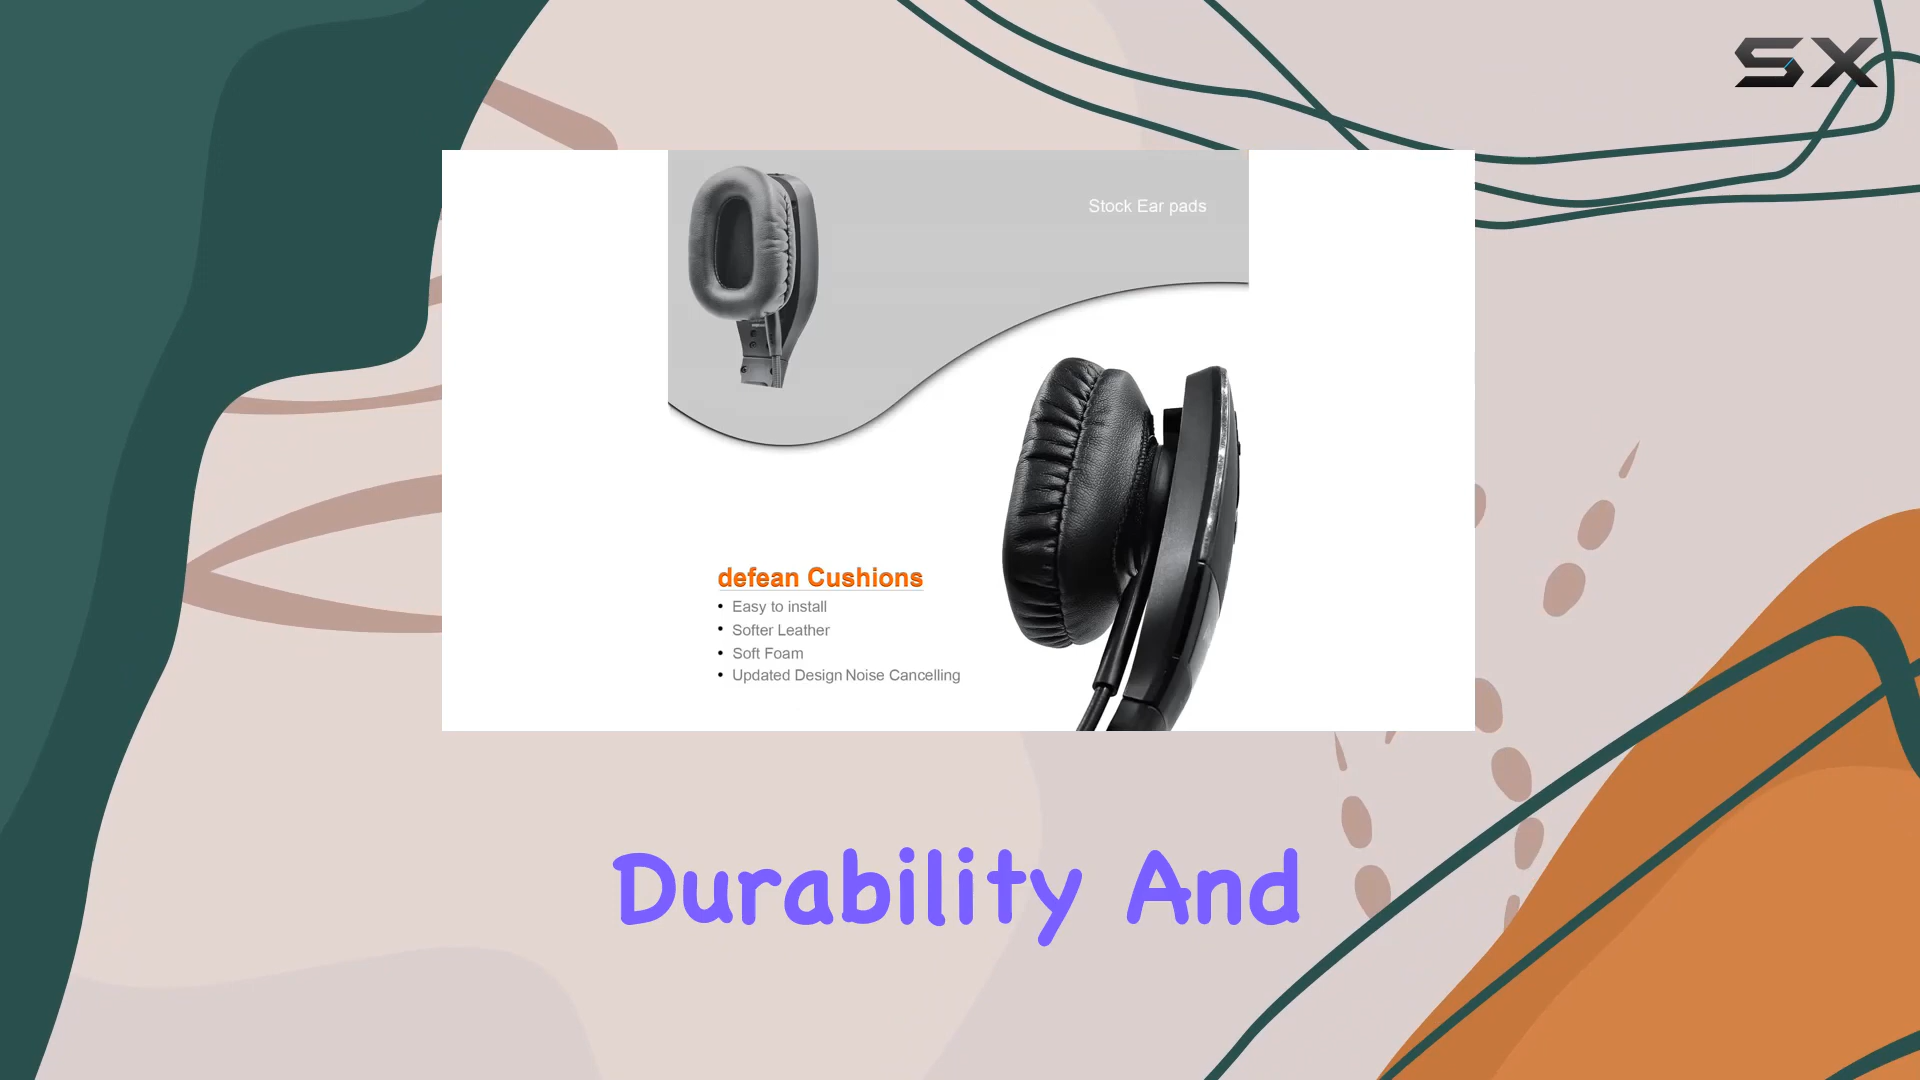 SX
Stock Ear pads
defean Cushions
• Easy to install
• Softer Leather
• Soft Foam
• Updated Design Noise Cancelling
Durability And